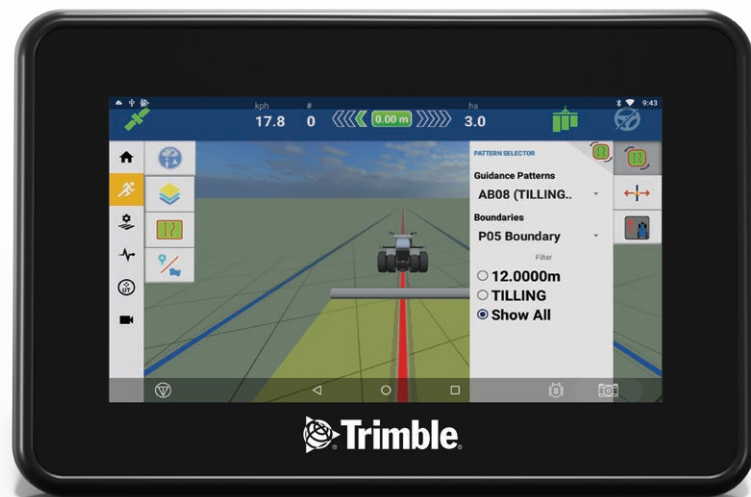 9:43
kph # ha
17.8 0 0.00 m 3.0
PATTERN SELECTOR
Guidance Patterns
AB08 (TILLING..
Boundaries
P05 Boundary
Filter
12.0000m
TILLING
Show All
UT
Trimble